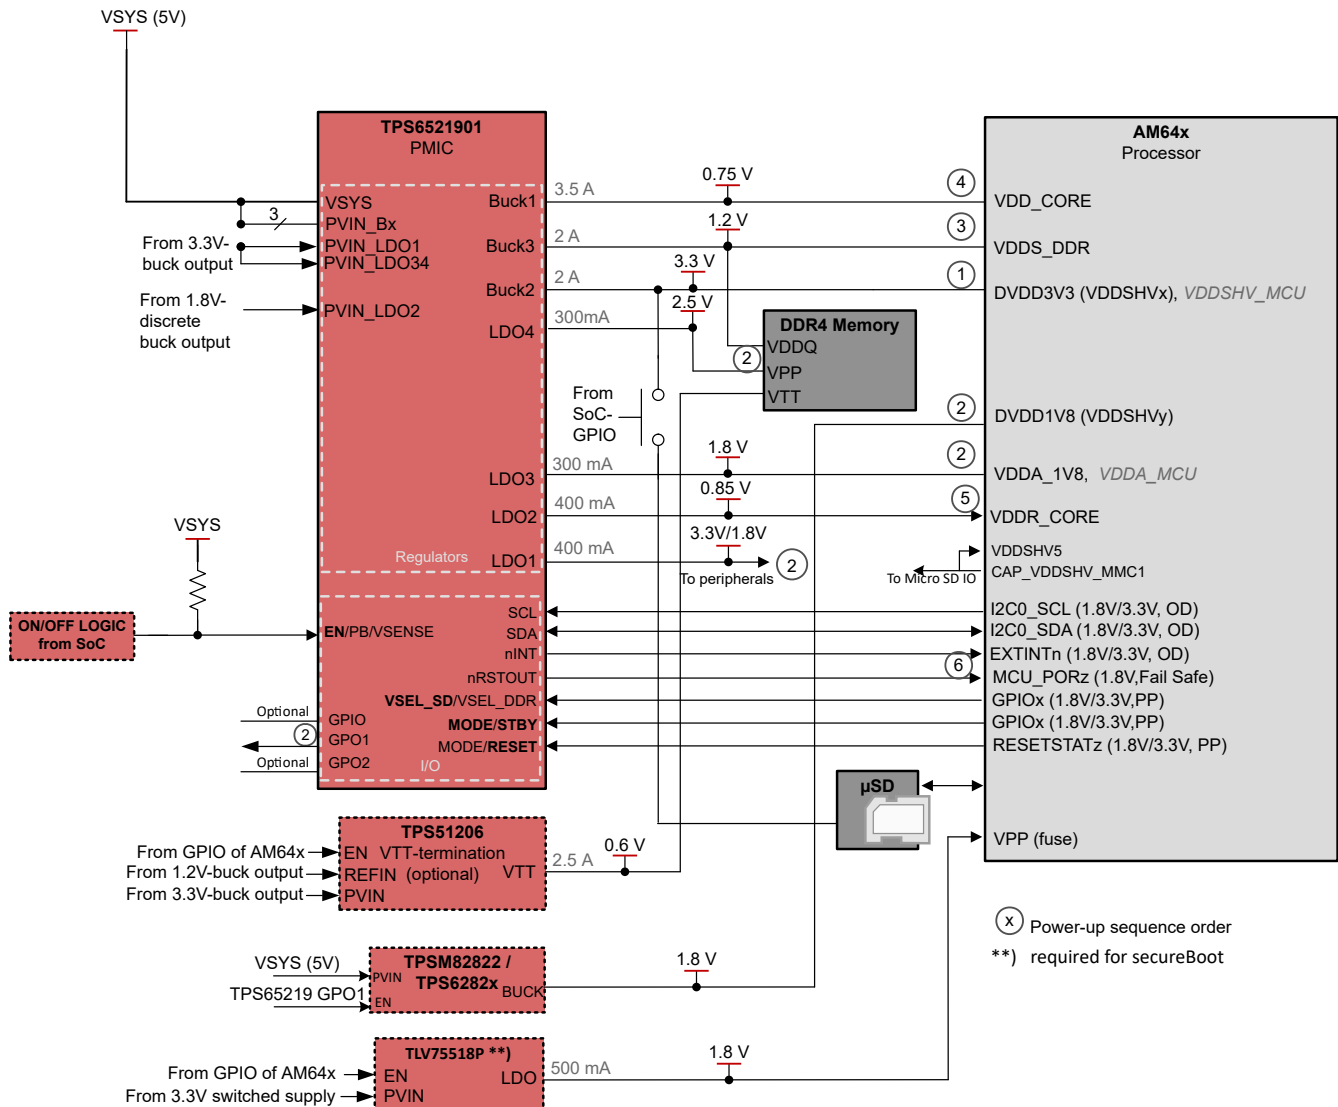 VSYS (5V)
TPS6521901
PMIC
VSYS
PVIN_Bx
3
From 3.3V-
buck output
PVIN_LDO1
PVIN_LDO34
From 1.8V-
discrete
buck output
PVIN_LDO2
Buck1
Buck3
Buck2
LDO4
LDO3
LDO2
LDO1
Regulators
3.5 A
2 A
2 A
300mA
300 mA
400 mA
400 mA
0.75 V
1.2 V
3.3 V
2.5 V
1.8 V
0.85 V
3.3V/1.8V
To peripherals
2
From
SoC-
GPIO
DDR4 Memory
VDDQ
2
VPP
VTT
AM64x
Processor
4
VDD_CORE
3
VDDS_DDR
1
DVDD3V3 (VDDSHVx), VDDSHV_MCU
2
DVDD1V8 (VDDSHVy)
2
VDDA_1V8, VDDA_MCU
5
VDDR_CORE
VDDSHV5
To Micro SD IO
CAP_VDDSHV_MMC1
I2C0_SCL (1.8V/3.3V, OD)
I2C0_SDA (1.8V/3.3V, OD)
EXTINTn (1.8V/3.3V, OD)
6
MCU_PORz (1.8V,Fail Safe)
GPIOx (1.8V/3.3V,PP)
GPIOx (1.8V/3.3V,PP)
RESETSTATz (1.8V/3.3V, PP)
VPP (fuse)
VSYS
ON/OFF LOGIC
from SoC
EN/PB/VSENSE
SCL
SDA
nINT
nRSTOUT
VSEL_SD/VSEL_DDR
MODE/STBY
MODE/RESET
Optional
GPIO
2
GPO1
Optional
GPO2
I/O
µSD
TPS51206
From GPIO of AM64x
EN VTT-termination
From 1.2V-buck output
REFIN (optional)
VTT
From 3.3V-buck output
PVIN
2.5 A
0.6 V
TPSM82822 /
TPS6282x
VSYS (5V)
PVIN
TPS65219 GPO1
EN
BUCK
1.8 V
TLV75518P **)
From GPIO of AM64x
EN
LDO
From 3.3V switched supply
PVIN
500 mA
1.8 V
x Power-up sequence order
**) required for secureBoot